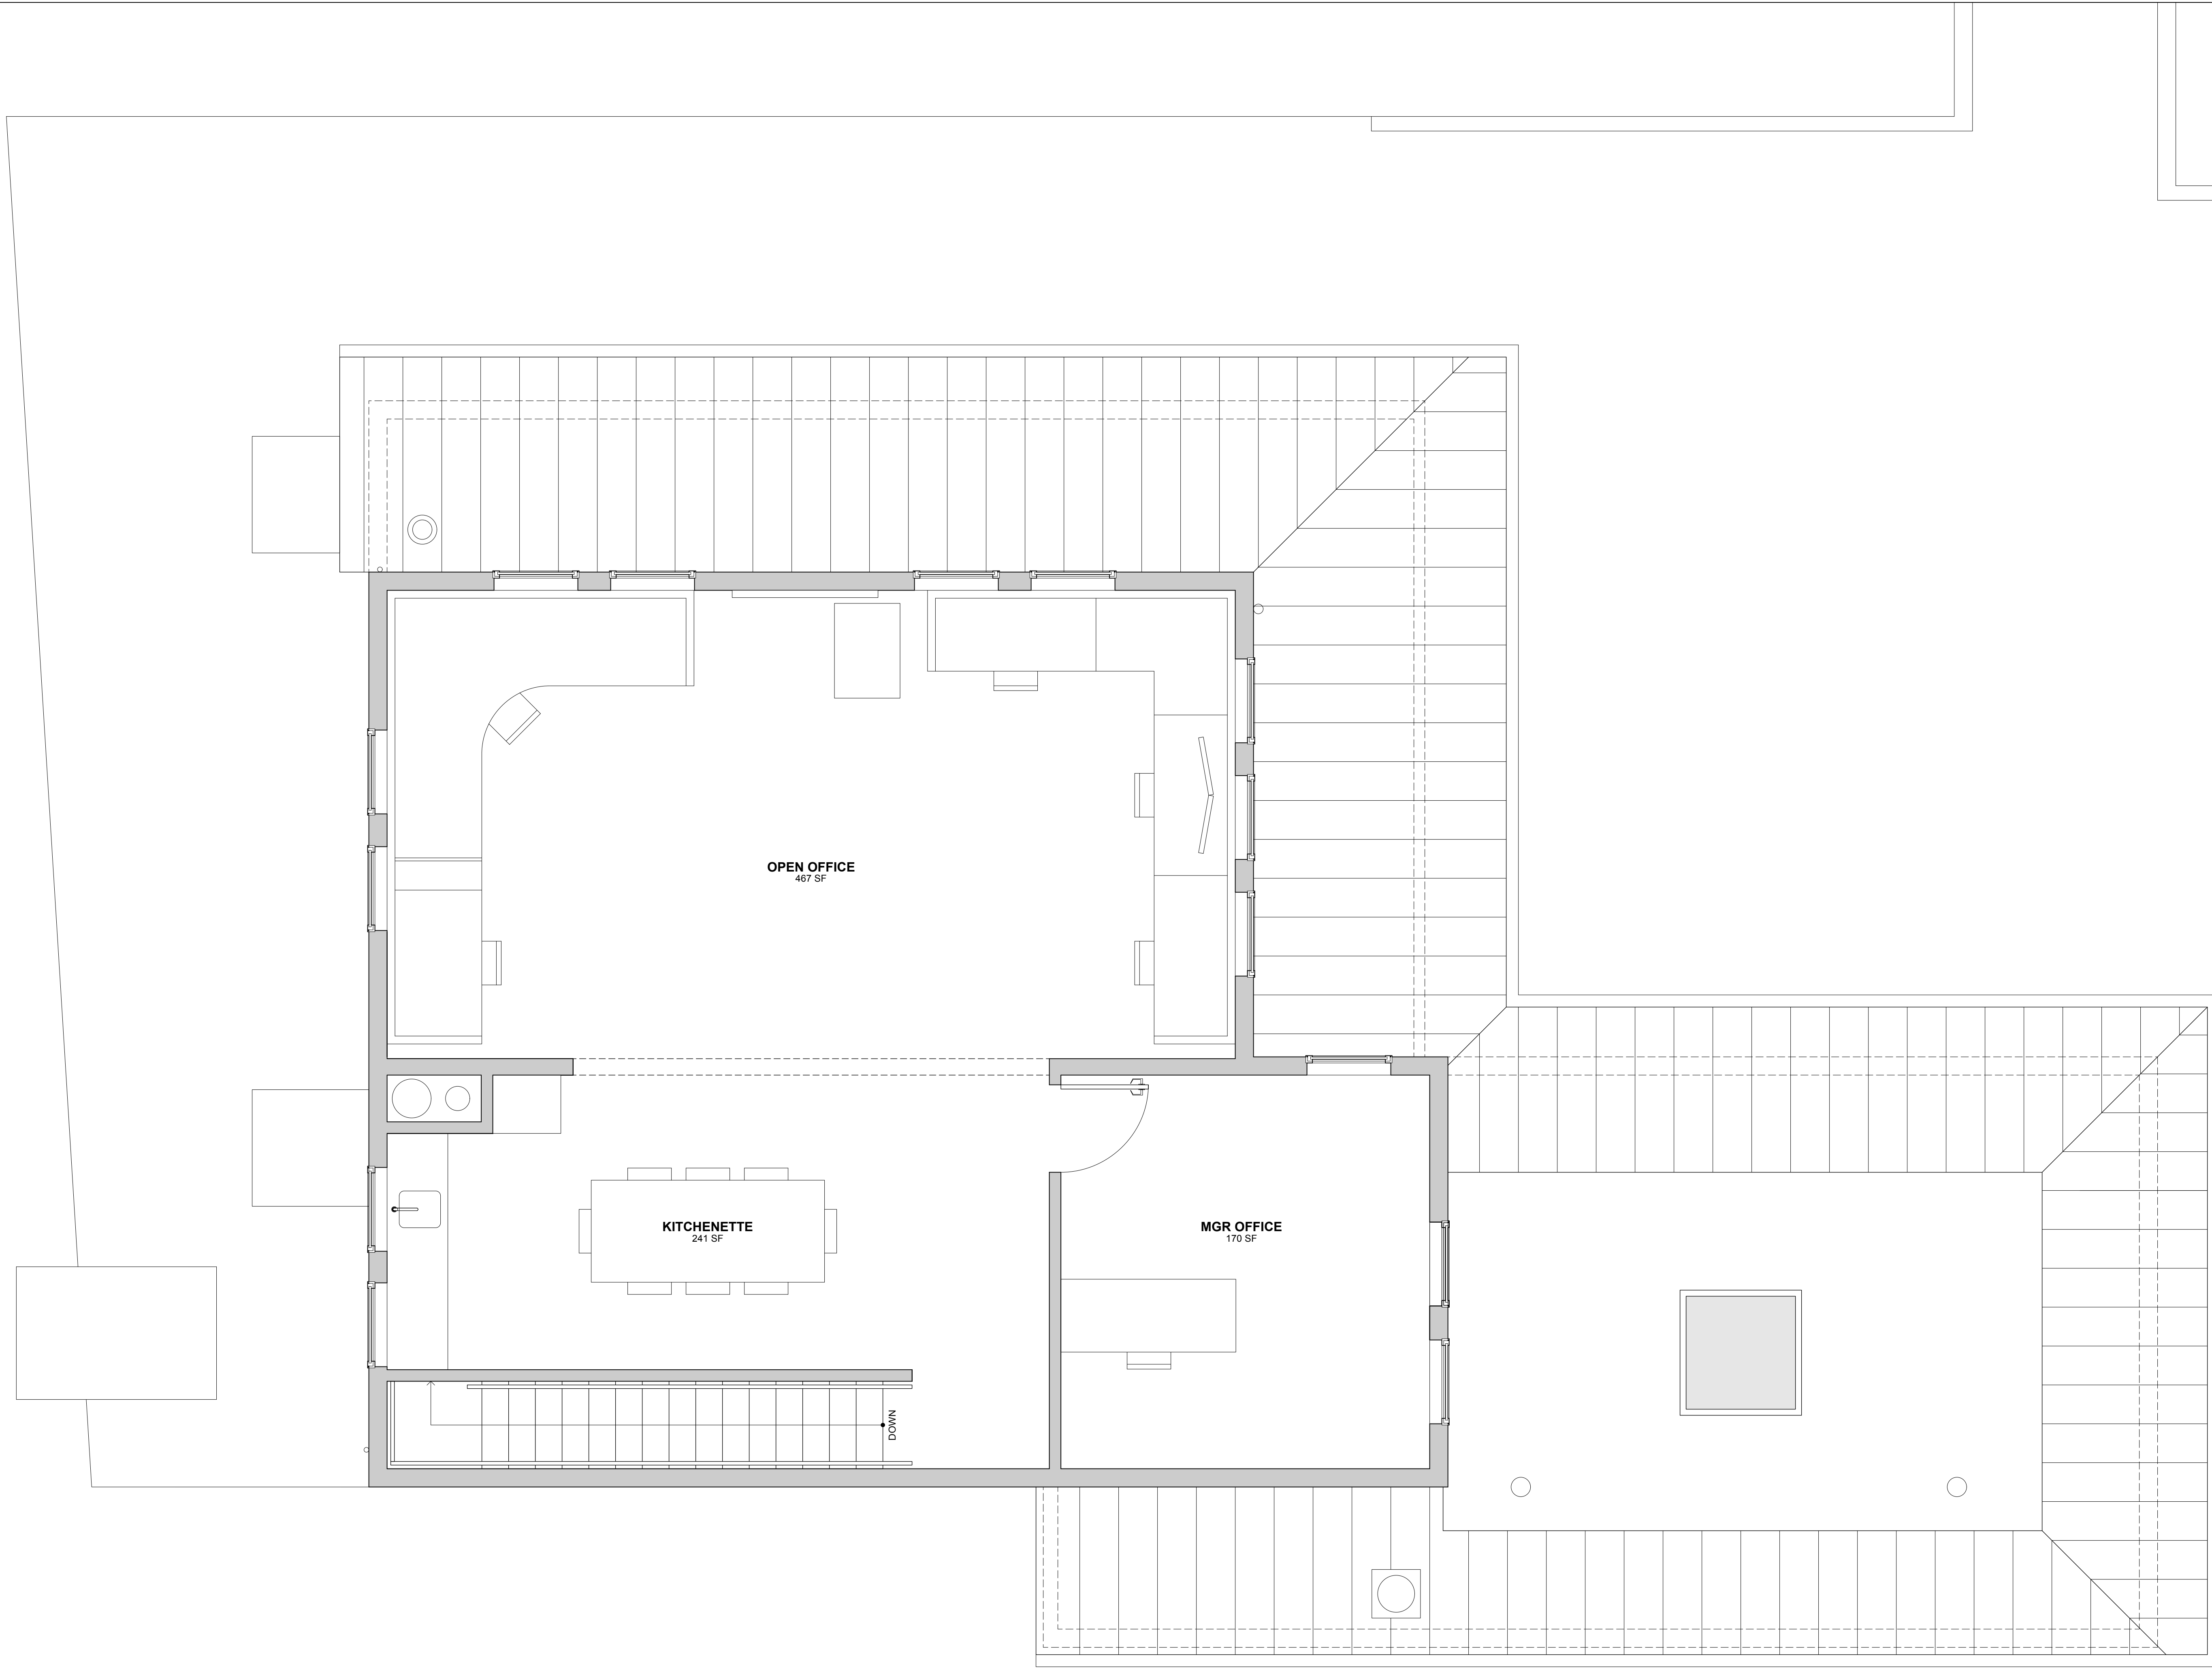 OPEN OFFICE
467 SF
KITCHENETTE
241 SF
MGR OFFICE
170 SF
DOWN